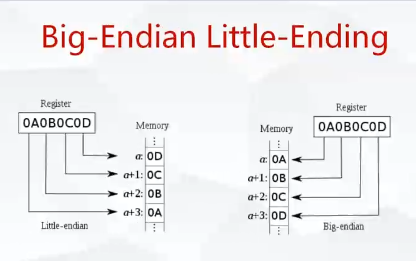 Big-Endian Little-Ending
Register
0A0B0C0D
Memory
⋮
a: 0D
a+1: 0C
a+2: 0B
a+3: 0A
⋮
Little-endian
Register
0A0B0C0D
Memory
⋮
a: 0A
a+1: 0B
a+2: 0C
a+3: 0D
⋮
Big-endian